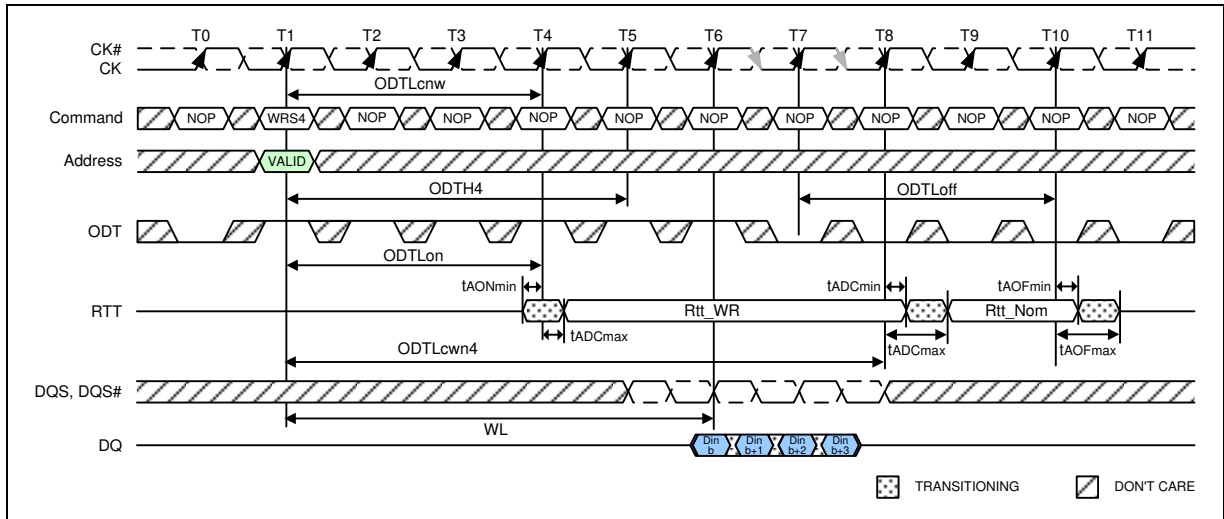 T0 T1 T2 T3 T4 T5 T6 T7 T8 T9 T10 T11
CK#
CK
ODTLcnw
Command NOP WRS4 NOP NOP NOP NOP NOP NOP NOP NOP NOP NOP
Address VALID
ODTH4 ODTLoff
ODT
ODTLon
tAONmin tADCmin tAOFmin
RTT Rtt_WR Rtt_Nom
tADCmax tADCmax tAOFmax
ODTLcwn4
DQS, DQS#
WL
DQ Din b Din b+1 Din b+2 Din b+3
TRANSITIONING DON'T CARE